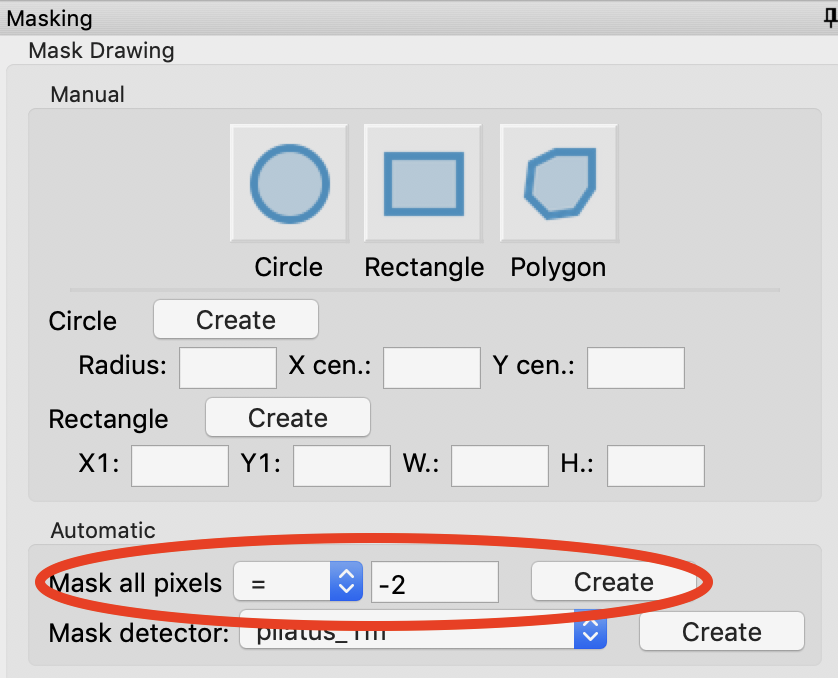 Masking
Mask Drawing
Manual
Circle Rectangle Polygon
Circle Create
Radius: X cen.: Y cen.:
Rectangle Create
X1: Y1: W.: H.:
Automatic
Mask all pixels = -2 Create
Mask detector: pilatus_1m Create